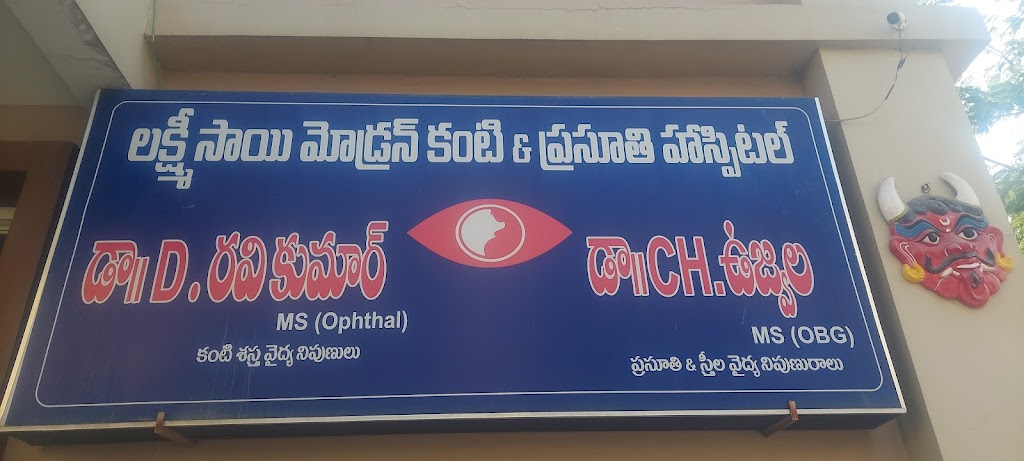 లక్ష్మీ సాయి మోడ్రన్ కంటి & ప్రసూతి హాస్పిటల్
డా॥ D. రవి కుమార్
MS (Ophthal)
కంటి శస్త్ర వైద్య నిపుణులు
డా॥ CH. ఉజ్వల
MS (OBG)
ప్రసూతి & స్త్రీల వైద్య నిపుణురాలు